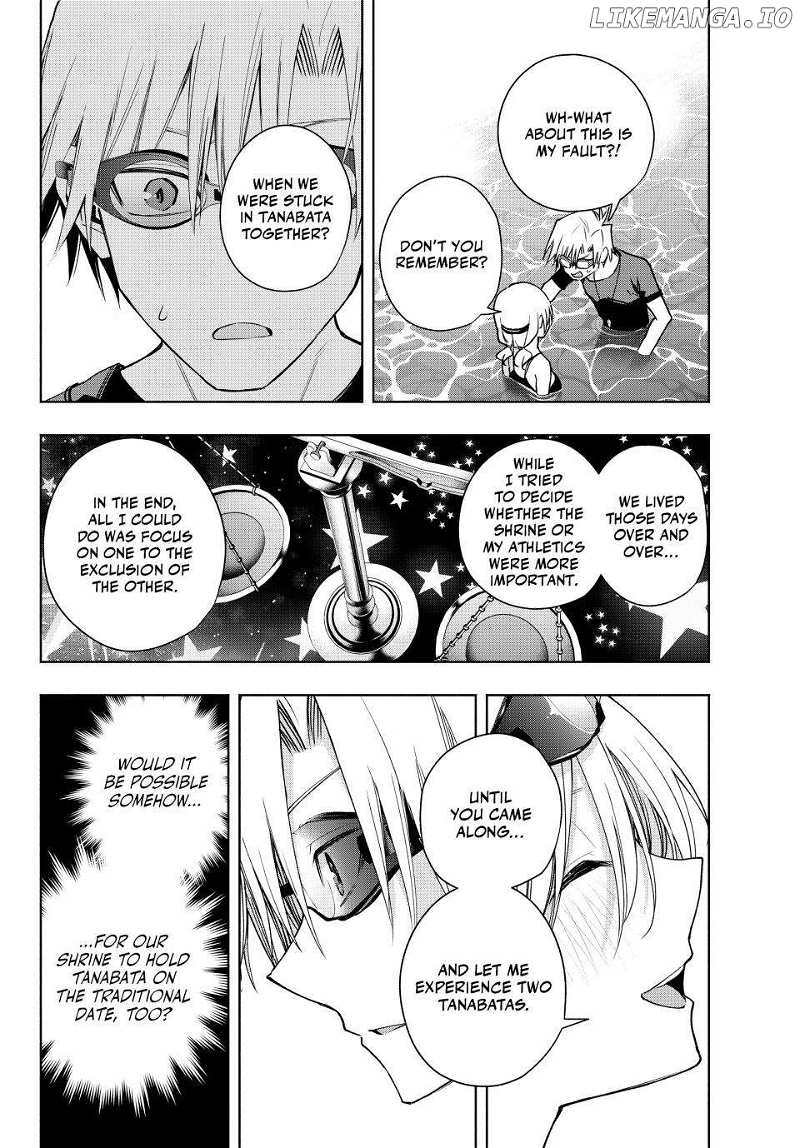 LIKEMANGA.IO
WH-WHAT
ABOUT THIS IS
MY FAULT?!
DON'T YOU
REMEMBER?
WHEN WE
WERE STUCK
IN TANABATA
TOGETHER?
WE LIVED
THOSE DAYS
OVER AND
OVER...
WHILE
I TRIED
TO DECIDE
WHETHER THE
SHRINE OR
MY ATHLETICS
WERE MORE
IMPORTANT.
IN THE END,
ALL I COULD
DO WAS FOCUS
ON ONE TO THE
EXCLUSION OF
THE OTHER.
UNTIL
YOU CAME
ALONG...
AND LET ME
EXPERIENCE TWO
TANABATAS.
WOULD IT
BE POSSIBLE
SOMEHOW...
...FOR OUR
SHRINE TO HOLD
TANABATA ON
THE TRADITIONAL
DATE, TOO?